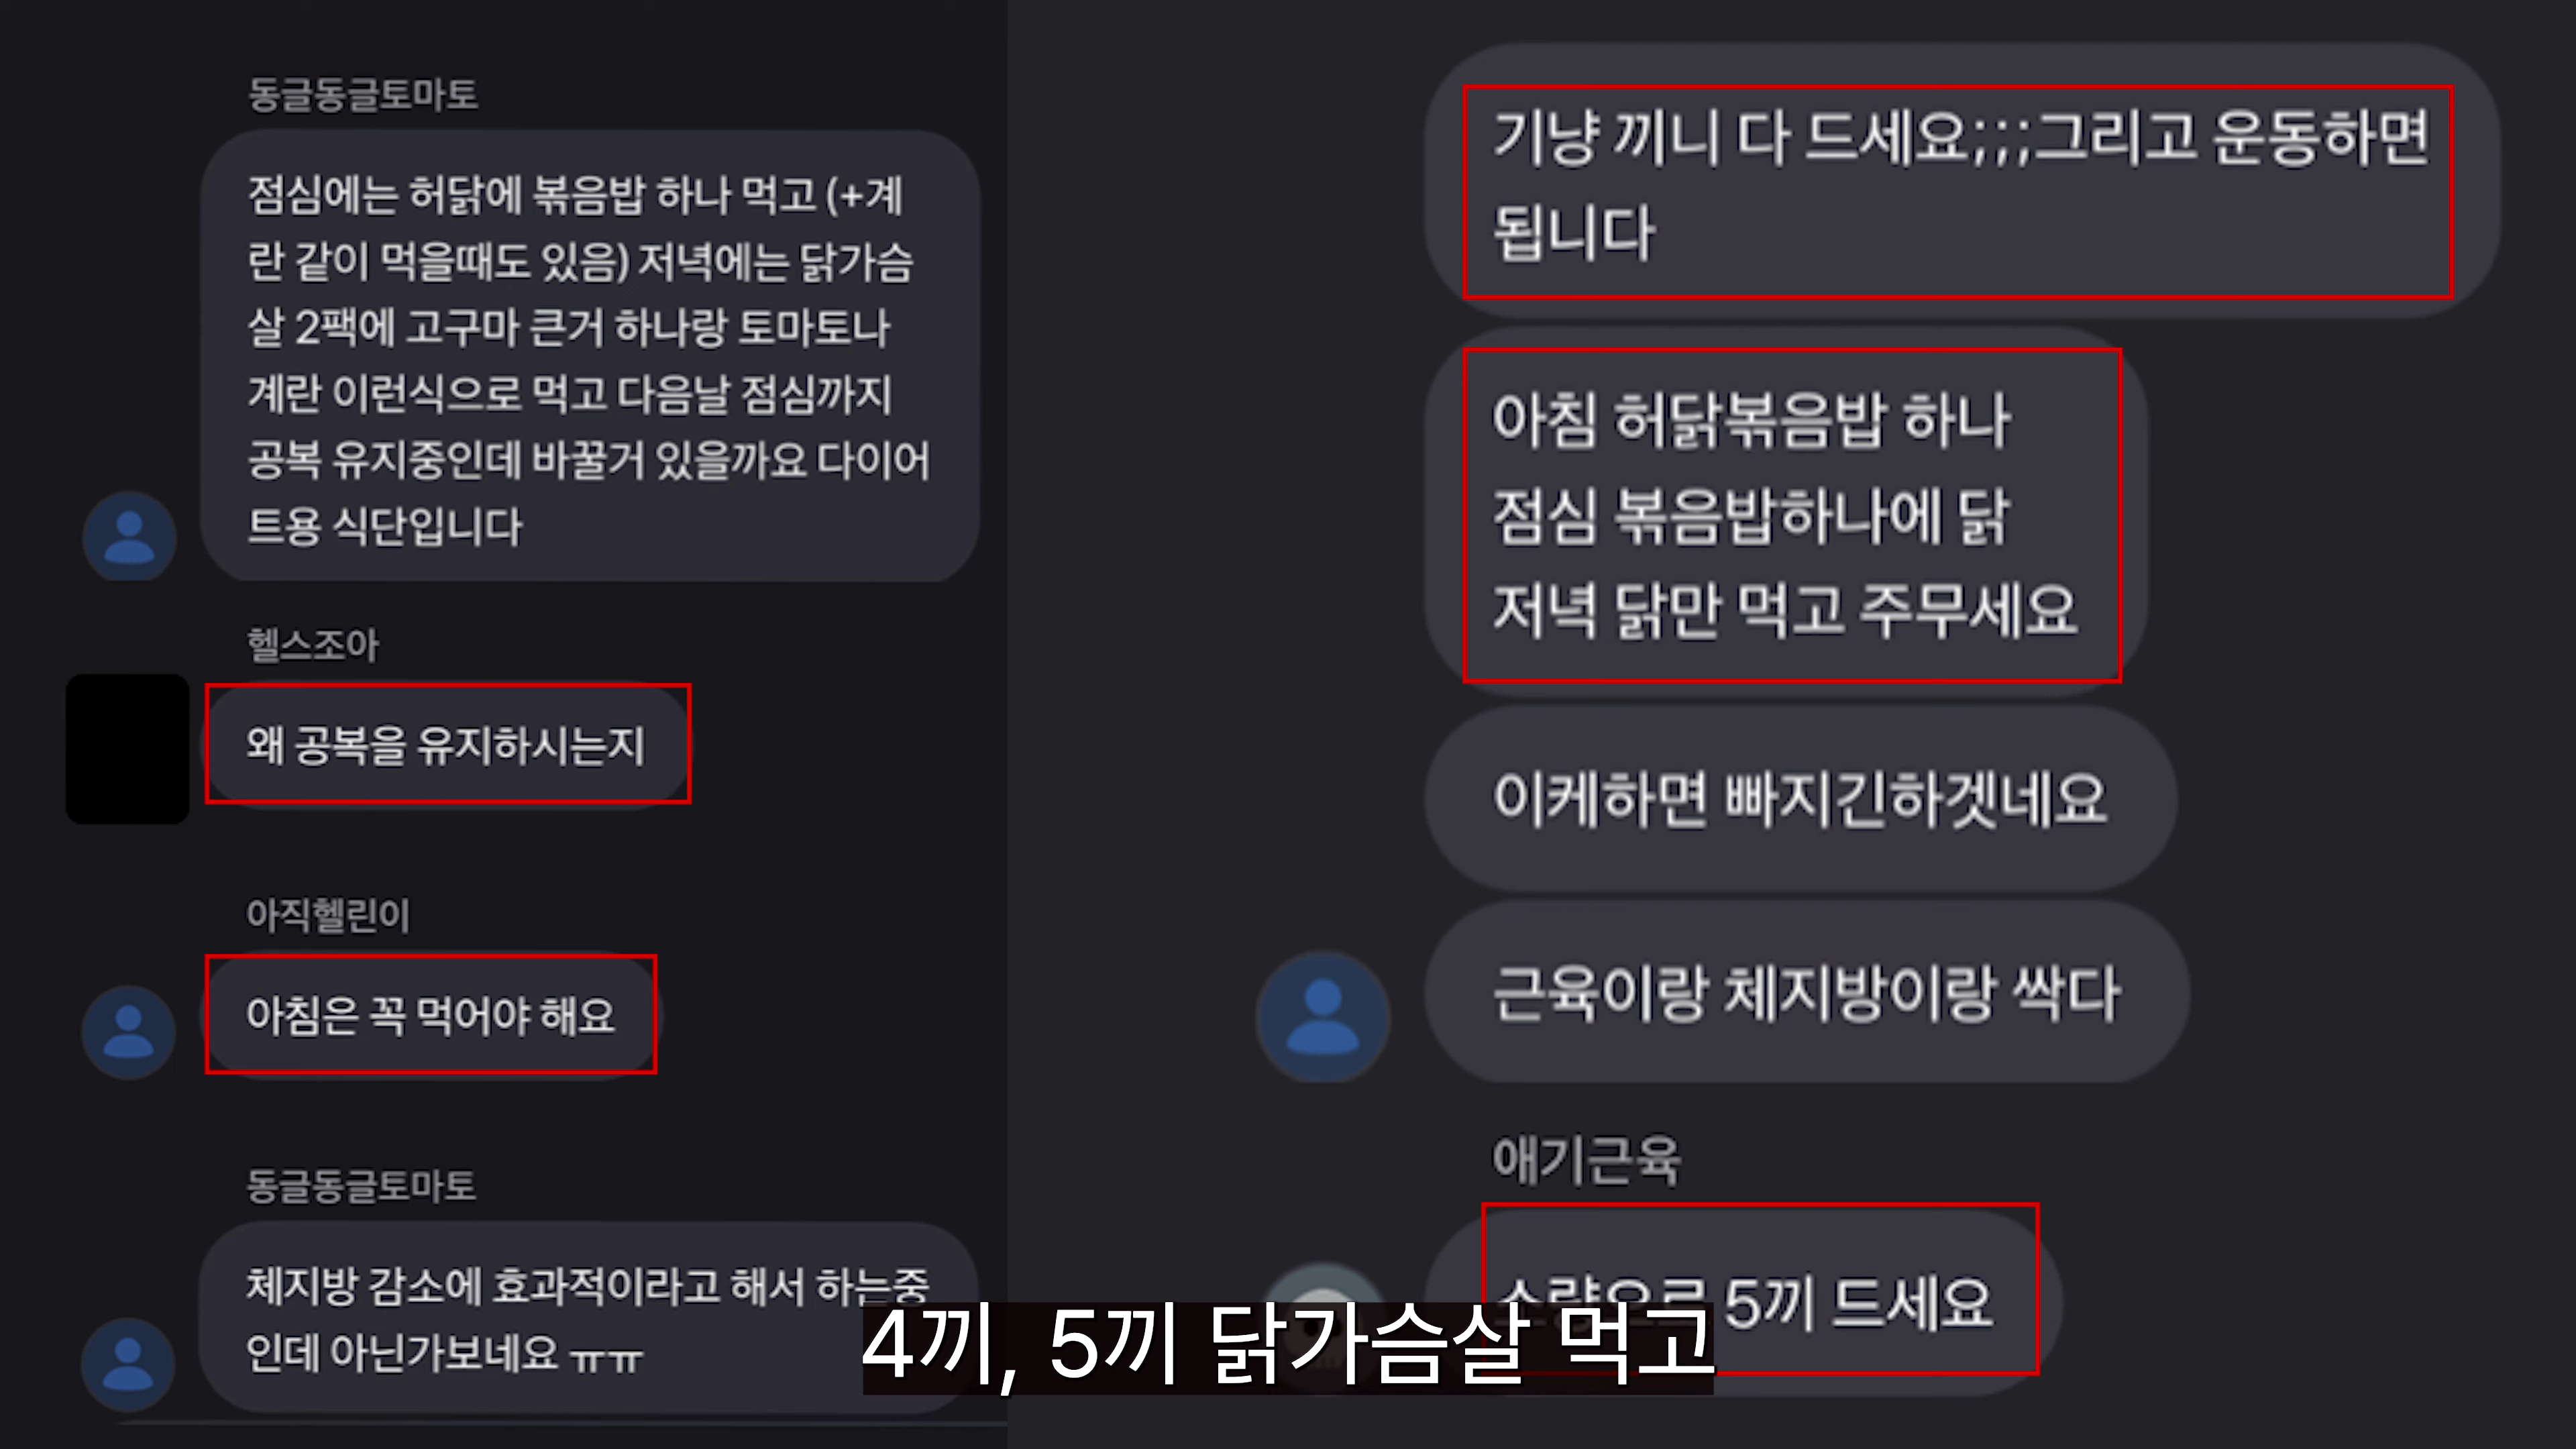 동글동글토마토
점심에는 허닭에 볶음밥 하나 먹고 (+계
란 같이 먹을때도 있음) 저녁에는 닭가슴
살 2팩에 고구마 큰거 하나랑 토마토나
계란 이런식으로 먹고 다음날 점심까지
공복 유지중인데 바꿀거 있을까요 다이어
트용 식단입니다
헬스조아
왜 공복을 유지하시는지
아직헬린이
아침은 꼭 먹어야 해요
동글동글토마토
체지방 감소에 효과적이라고 해서 하는중
인데 아닌가보네요 ㅠㅠ
기냥 끼니 다 드세요;;;그리고 운동하면
됩니다
아침 허닭볶음밥 하나
점심 볶음밥하나에 닭
저녁 닭만 먹고 주무세요
이케하면 빠지긴하겟네요
근육이랑 체지방이랑 싹다
애기근육
소량으로 5끼 드세요
4끼, 5끼 닭가슴살 먹고